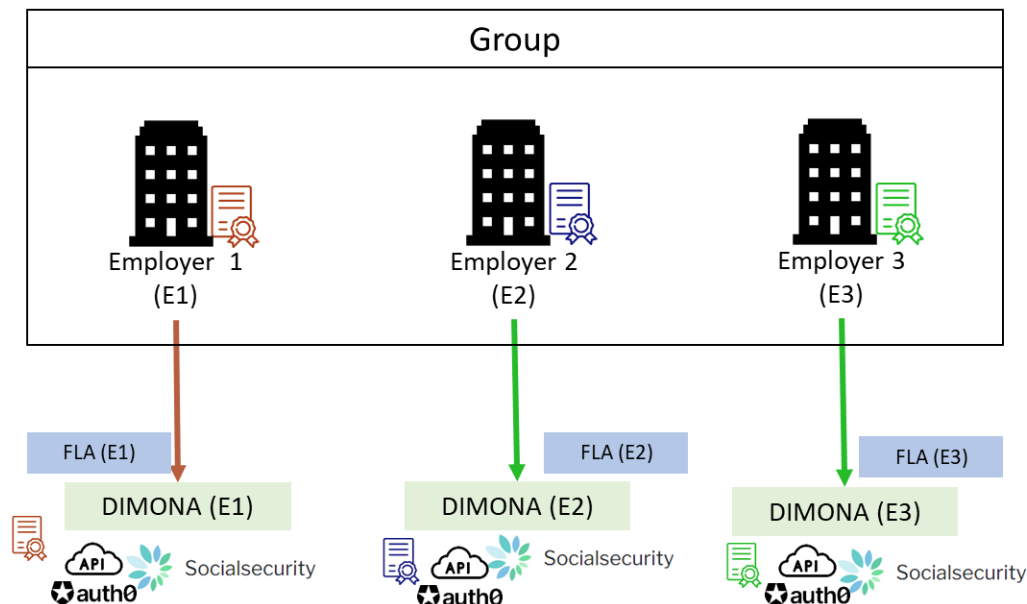 Group
Employer 1
(E1)
Employer 2
(E2)
Employer 3
(E3)
FLA (E1)
FLA (E2)
FLA (E3)
DIMONA (E1)
DIMONA (E2)
DIMONA (E3)
API
Socialsecurity
auth0
API
Socialsecurity
auth0
API
Socialsecurity
auth0